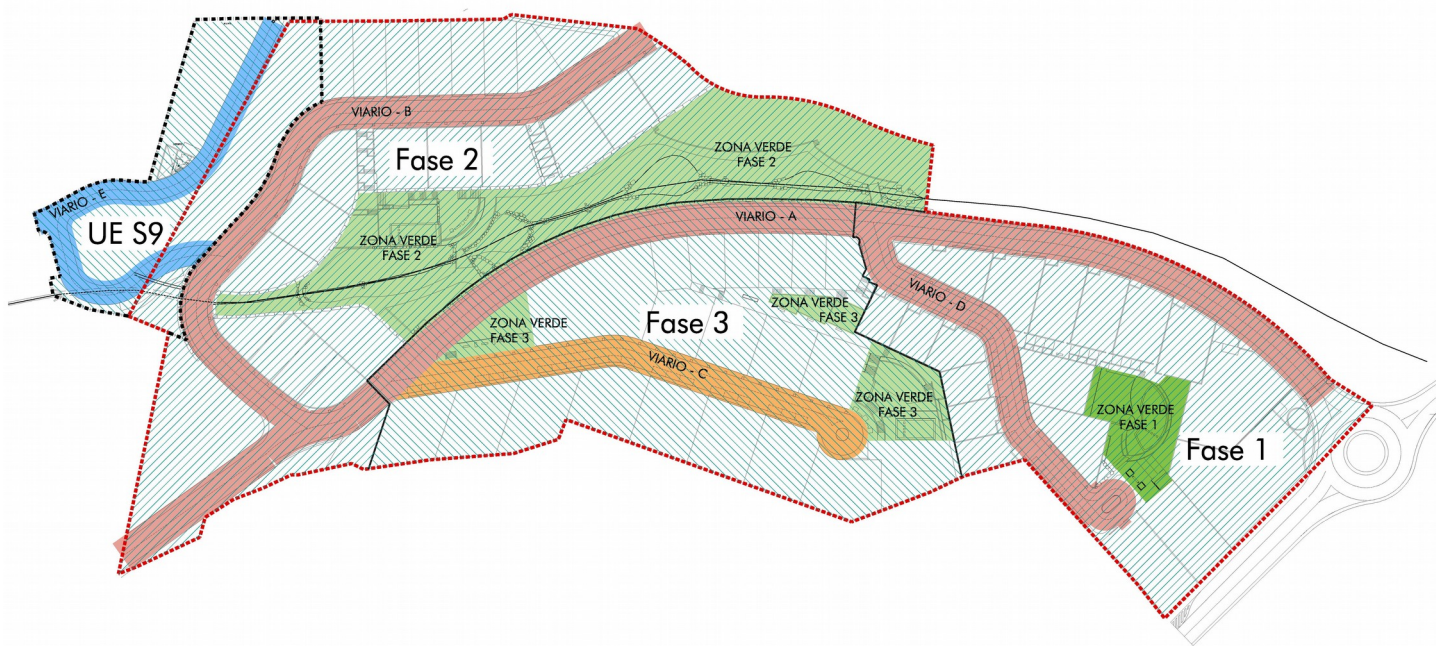 VIARIO - B
Fase 2
ZONA VERDE
FASE 2
VIARIO - E
UE S9
VIARIO - A
ZONA VERDE
FASE 2
VIARIO - D
ZONA VERDE
FASE 3
Fase 3
ZONA VERDE
FASE 3
VIARIO - C
ZONA VERDE
FASE 3
ZONA VERDE
FASE 1
Fase 1